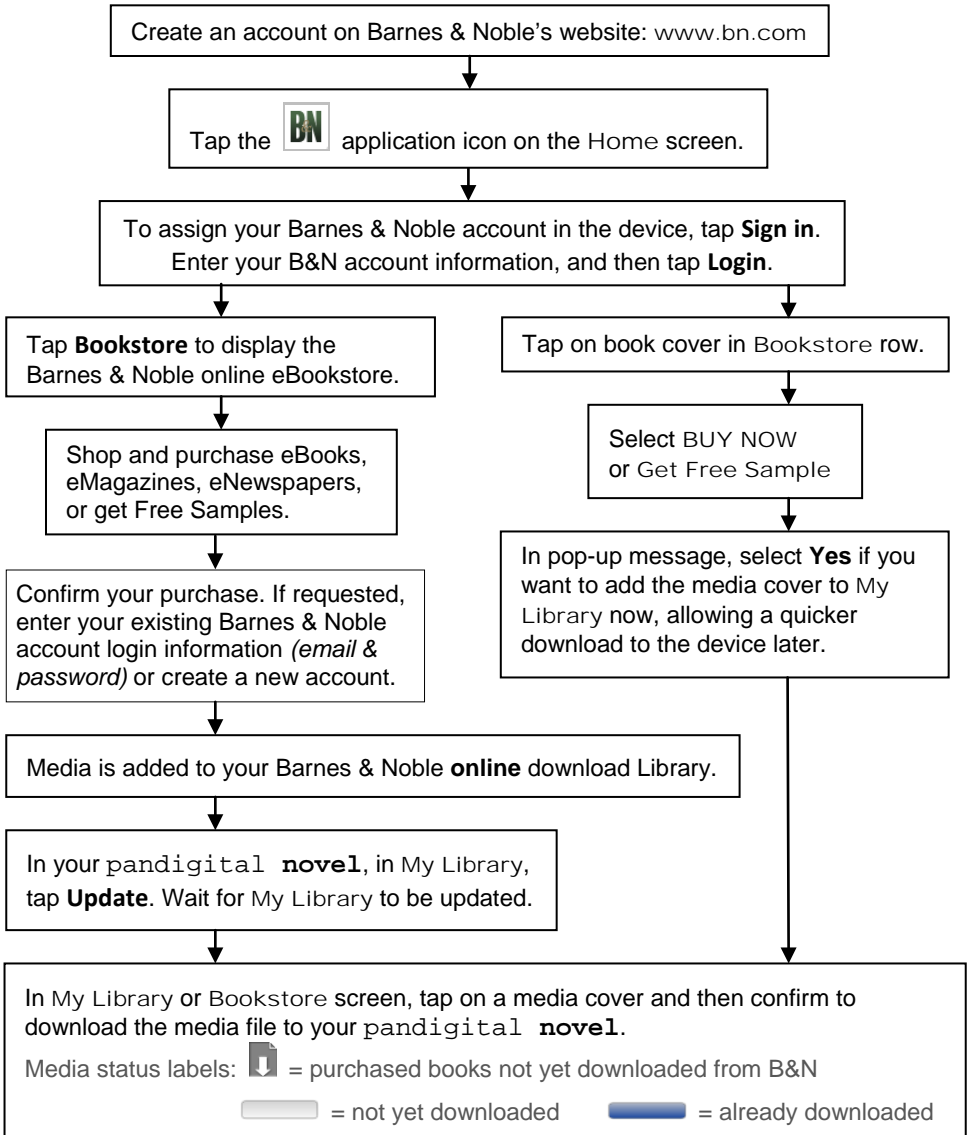 Create an account on Barnes & Noble's website: www.bn.com
Tap the B&N application icon on the Home screen.
To assign your Barnes & Noble account in the device, tap Sign in.
Enter your B&N account information, and then tap Login.
Tap Bookstore to display the
Barnes & Noble online eBookstore.
Shop and purchase eBooks,
eMagazines, eNewspapers,
or get Free Samples.
Confirm your purchase. If requested,
enter your existing Barnes & Noble
account login information (email &
password) or create a new account.
Media is added to your Barnes & Noble online download Library.
In your pandigital novel, in My Library,
tap Update. Wait for My Library to be updated.
Tap on book cover in Bookstore row.
Select BUY NOW
or Get Free Sample
In pop-up message, select Yes if you
want to add the media cover to My
Library now, allowing a quicker
download to the device later.
In My Library or Bookstore screen, tap on a media cover and then confirm to
download the media file to your pandigital novel.
Media status labels: = purchased books not yet downloaded from B&N
= not yet downloaded = already downloaded